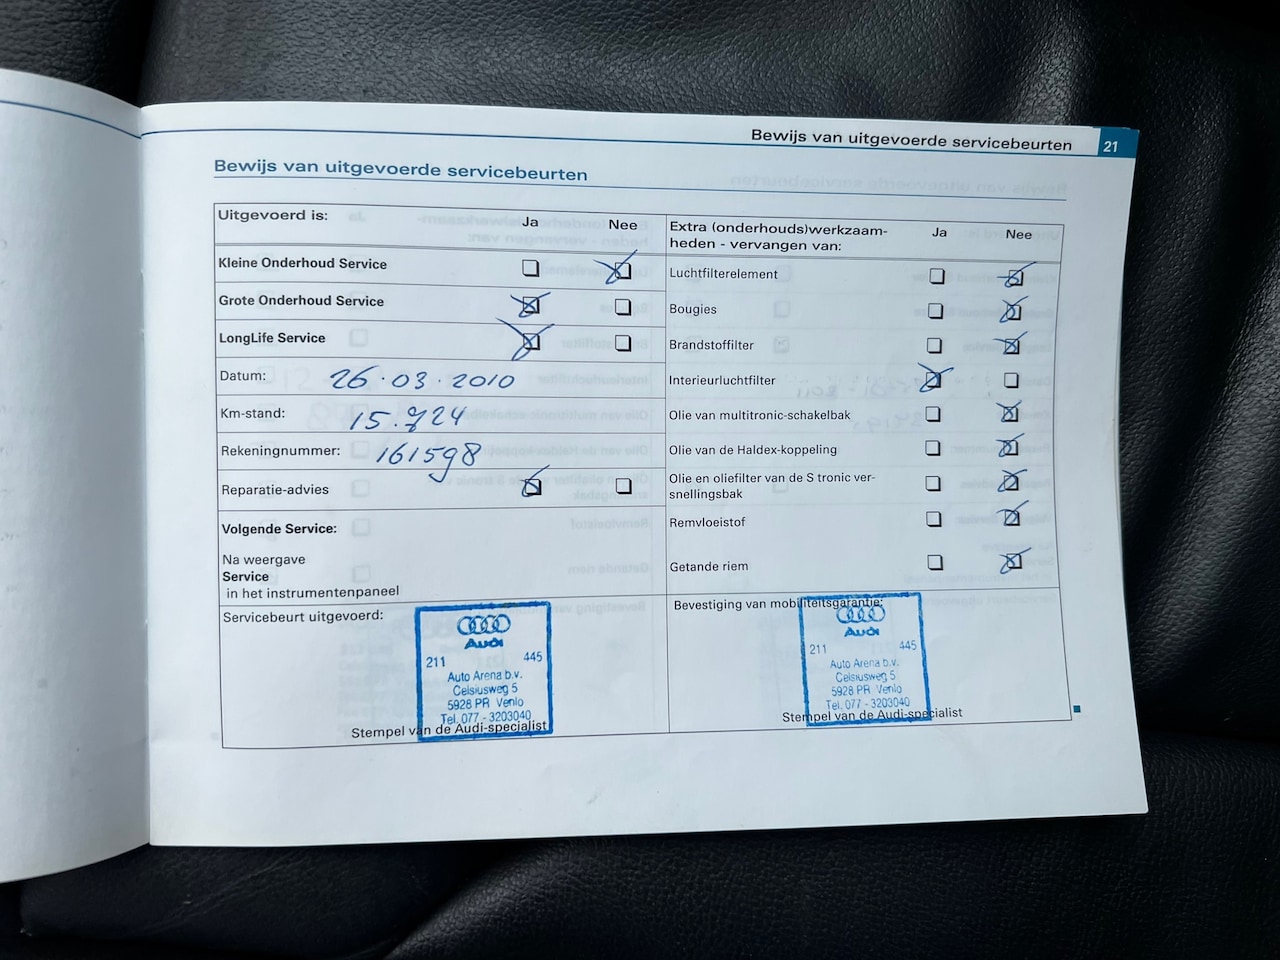 Bewijs van uitgevoerde servicebeurten 21
Bewijs van uitgevoerde servicebeurten
Uitgevoerd is: Ja Nee
Kleine Onderhoud Service
Grote Onderhoud Service
LongLife Service
Datum: 26.03.2010
Km-stand: 15.724
Rekeningnummer: 161598
Reparatie-advies
Volgende Service:
Na weergave
Service
in het instrumentenpaneel
Servicebeurt uitgevoerd:
Audi
211 445
Auto Arena b.v.
Celsiusweg 5
5928 PR Venlo
Tel. 077 - 3203040
Stempel van de Audi-specialist
Extra (onderhouds)werkzaam-
heden - vervangen van: Ja Nee
Luchtfilterelement
Bougies
Brandstoffilter
Interieurluchtfilter
Olie van multitronic-schakelbak
Olie van de Haldex-koppeling
Olie en oliefilter van de S tronic ver-
snellingsbak
Remvloeistof
Getande riem
Bevestiging van mobiliteitsgarantie:
Audi
211 445
Auto Arena b.v.
Celsiusweg 5
5928 PR Venlo
Tel. 077 - 3203040
Stempel van de Audi-specialist